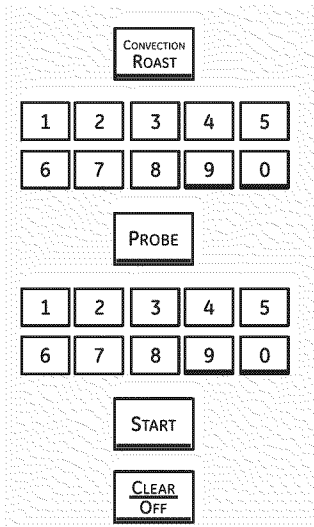 CONVECTION
ROAST
1 2 3 4 5
6 7 8 9 0
PROBE
1 2 3 4 5
6 7 8 9 0
START
CLEAR
OFF